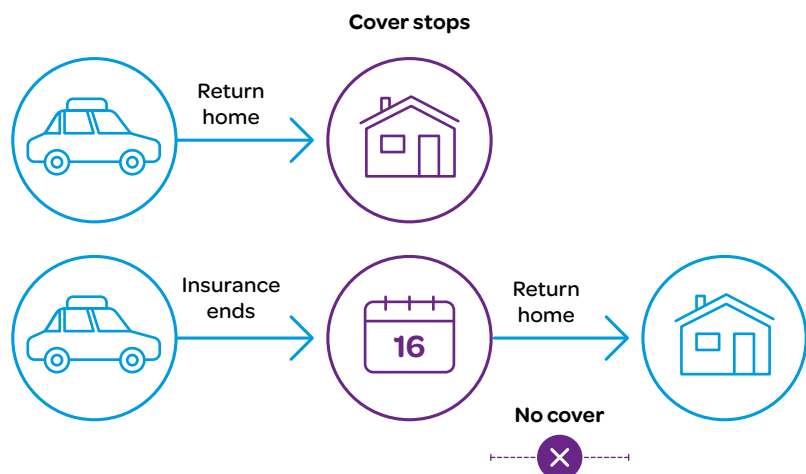 Cover stops
Return
home
Insurance
ends
16
Return
home
No cover